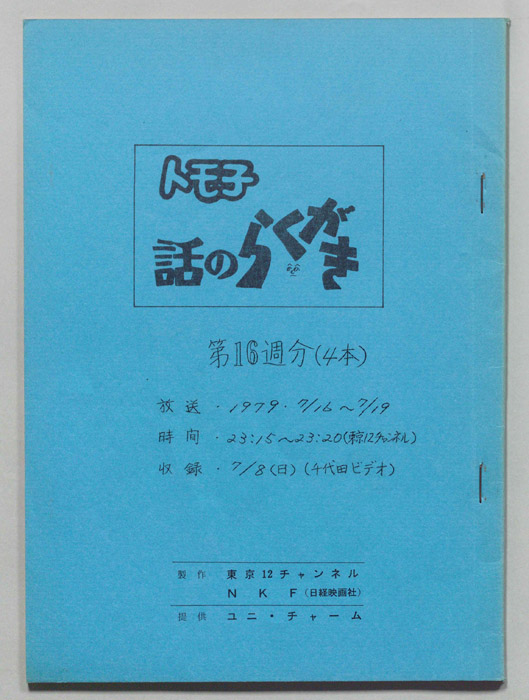 トモ子
話のらくがき
第16週分(4本)
放送・1979・7/16～7/19
時間・23:15～23:20(東京12チャンネル)
収録・7/8(日)(千代田ビデオ)
製作 東京12チャンネル
NKF(日経映画社)
提供 ユニ・チャーム